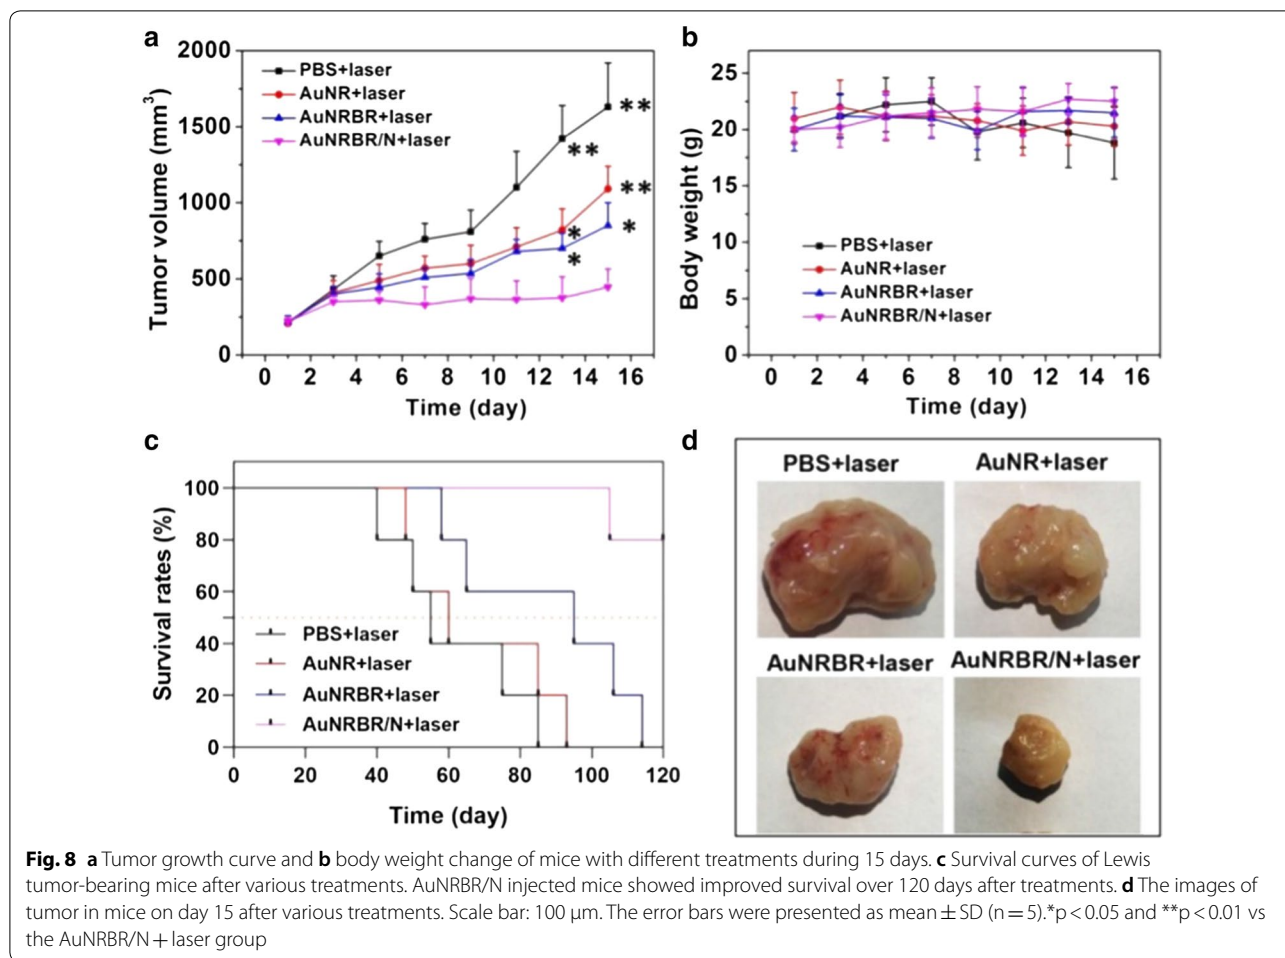 a
2000
1500
1000
500
0
Tumor volume (mm³)
PBS+laser
AuNR+laser
AuNRBR+laser
AuNRBR/N+laser
**
**
**
*
*
*
0 2 4 6 8 10 12 14 16
Time (day)
b
25
20
15
10
5
0
Body weight (g)
PBS+laser
AuNR+laser
AuNRBR+laser
AuNRBR/N+laser
0 2 4 6 8 10 12 14 16
Time (day)
c
100
80
60
40
20
0
Survival rates (%)
PBS+laser
AuNR+laser
AuNRBR+laser
AuNRBR/N+laser
0 20 40 60 80 100 120
Time (day)
d
PBS+laser AuNR+laser
AuNRBR+laser AuNRBR/N+laser
Fig. 8 a Tumor growth curve and b body weight change of mice with different treatments during 15 days. c Survival curves of Lewis
tumor-bearing mice after various treatments. AuNRBR/N injected mice showed improved survival over 120 days after treatments. d The images of
tumor in mice on day 15 after various treatments. Scale bar: 100 μm. The error bars were presented as mean ± SD (n = 5).*p < 0.05 and **p < 0.01 vs
the AuNRBR/N + laser group